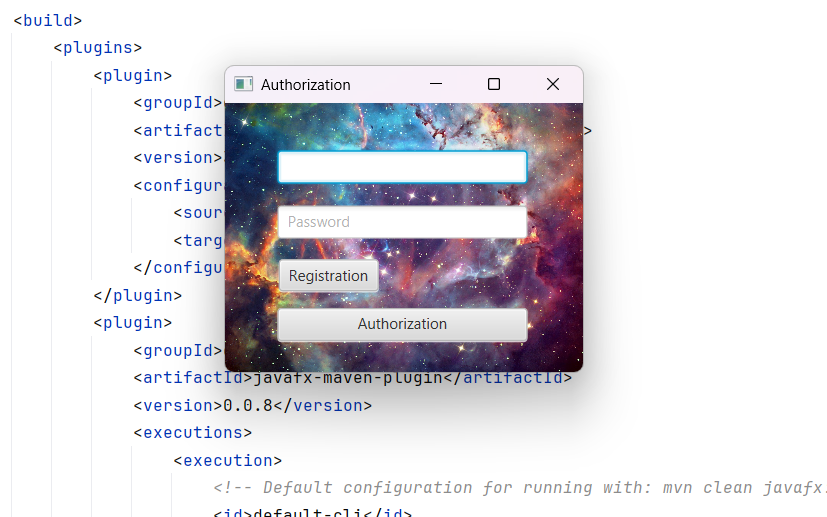 <build>
<plugins>
<plugin>
<groupId>
<artifact >
<version>
<configur
<sour
<targ
</configu
</plugin>
<plugin>
<groupId>
<artifactId>javafx-maven-plugin</artifactId>
<version>0.0.8</version>
<executions>
<execution>
<!-- Default configuration for running with: mvn clean javafx:
<id>default-cli</id>
Authorization
Password
Registration
Authorization